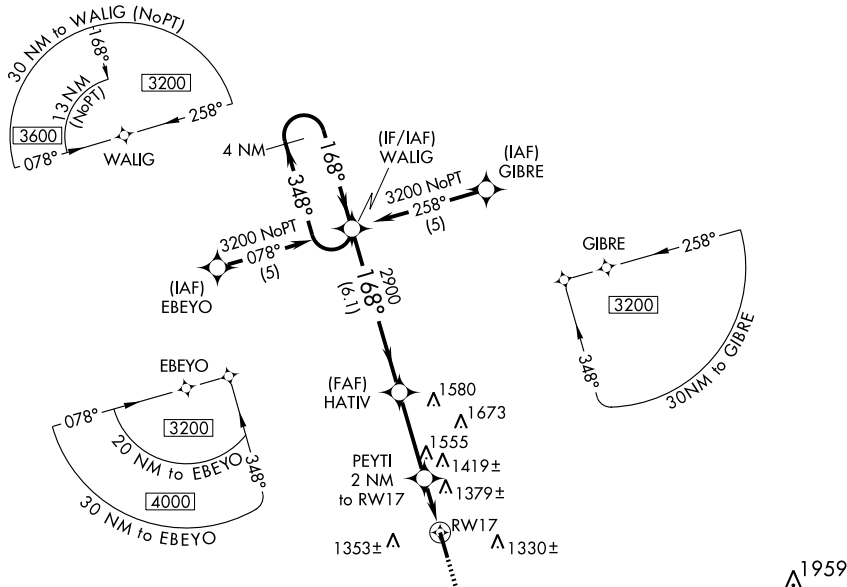 30 NM to WALIG (NoPT)
168°
13 NM
(NoPT)
3200
258°
3600
078°
WALIG
4 NM
168°
348°
(IF/IAF)
WALIG
(IAF)
GIBRE
3200 NoPT
258°
(5)
3200 NoPT
078°
(5)
(IAF)
EBEYO
2900
168°
(6.1)
GIBRE
258°
3200
348°
30NM to GIBRE
EBEYO
078°
3200
20 NM to EBEYO
348°
4000
30 NM to EBEYO
(FAF)
HATIV
1580
1673
1555
PEYTI
2 NM
to RW17
1419±
1379±
RW17
1353±
1330±
1959